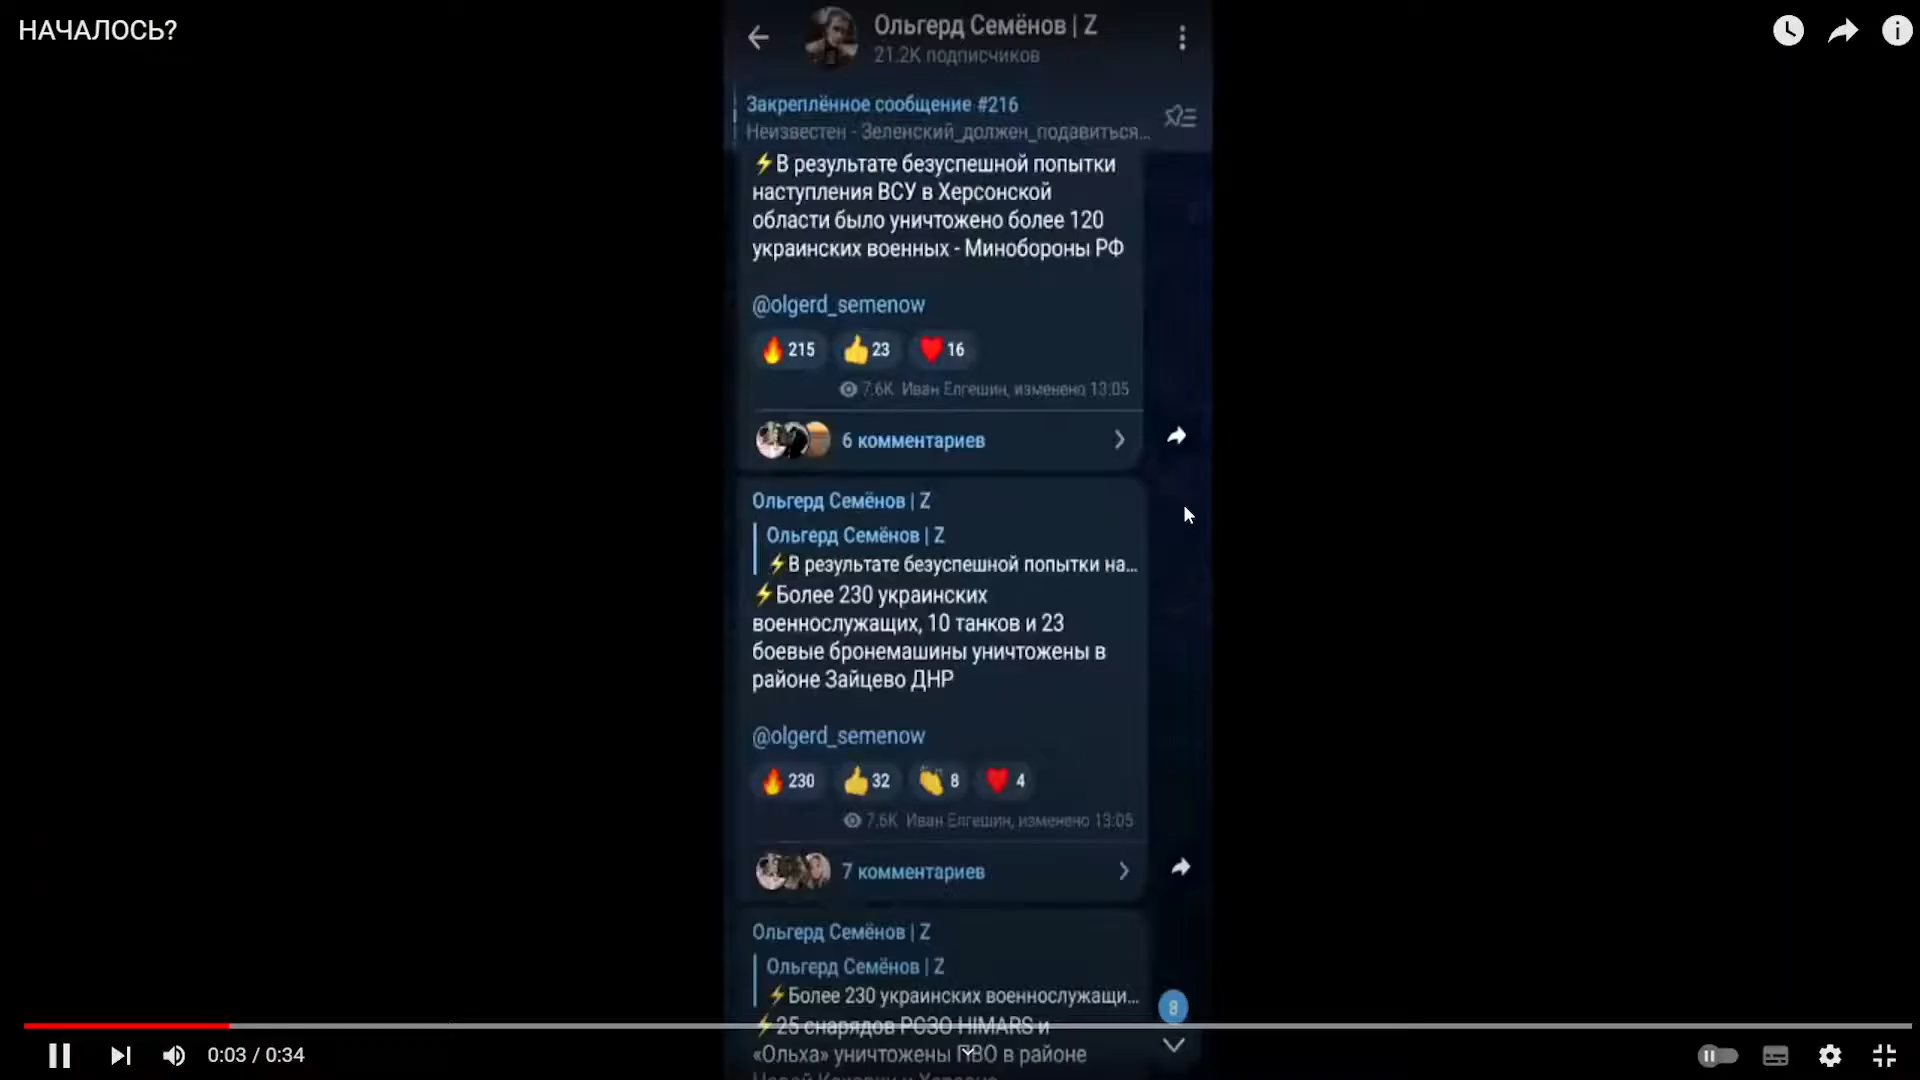 НАЧАЛОСЬ?
Ольгерд Семёнов | Z
21.2K подписчиков
Закреплённое сообщение #216
Неизвестен - Зеленский_должен_подавиться...
⚡В результате безуспешной попытки
наступления ВСУ в Херсонской
области было уничтожено более 120
украинских военных - Минобороны РФ
@olgerd_semenow
🔥 215 👍 23 ❤ 16
7.6K Иван Елгешин, изменено 13:05
6 комментариев
Ольгерд Семёнов | Z
Ольгерд Семёнов | Z
⚡В результате безуспешной попытки на...
⚡Более 230 украинских
военнослужащих, 10 танков и 23
боевые бронемашины уничтожены в
районе Зайцево ДНР
@olgerd_semenow
🔥 230 👍 32 👏 8 ❤ 4
7.6K Иван Елгешин, изменено 13:05
7 комментариев
Ольгерд Семёнов | Z
Ольгерд Семёнов | Z
⚡Более 230 украинских военнослужащи...
8
⚡25 снарядов РСЗО HIMARS и
«Ольха» уничтожены ПВО в районе
0:03 / 0:34